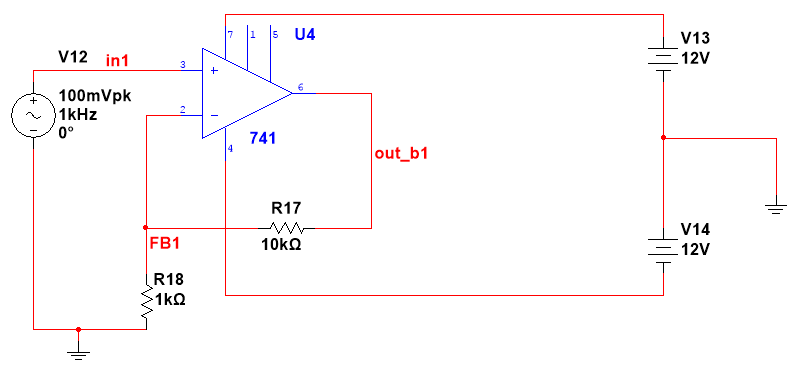 7
1
5
U4
V13
12V
V12
in1
3
+
6
+
100mVpk
1kHz
0°
2
741
4
out_b1
R17
10kΩ
FB1
V14
12V
R18
1kΩ